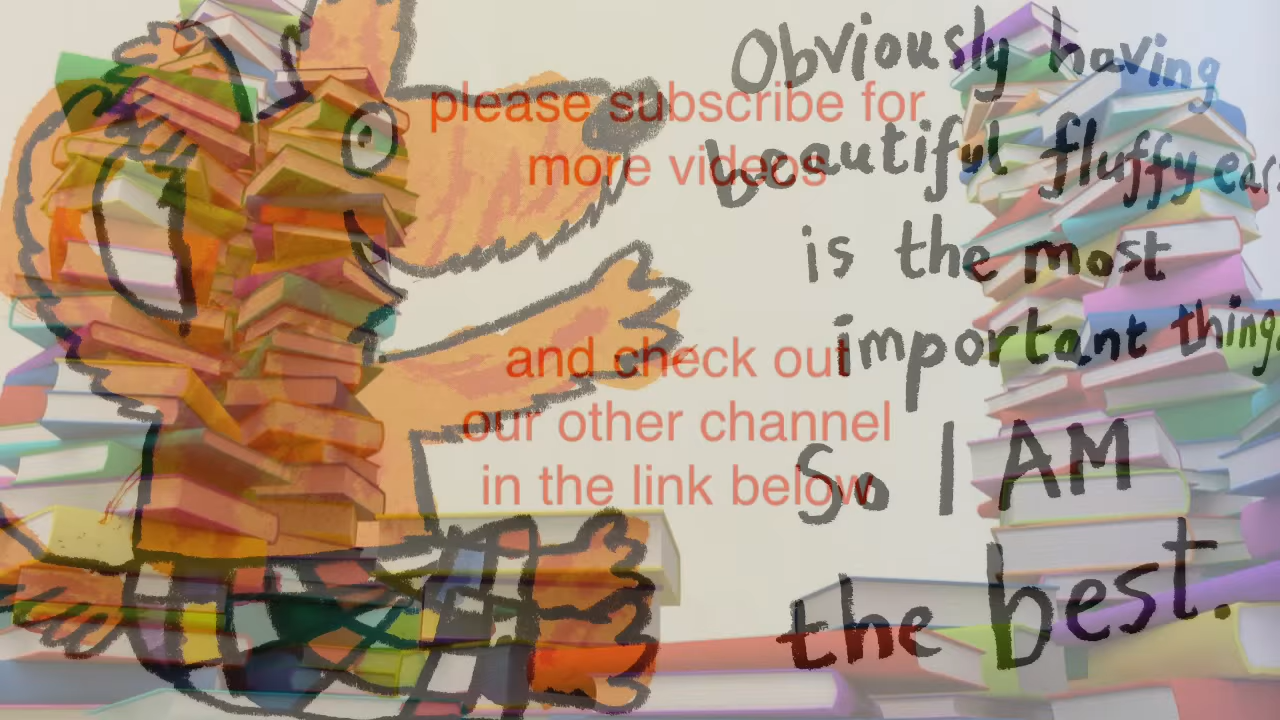 Obviously having
beautiful fluffy ears
is the most
important thing.
So I AM
the best.
please subscribe for
more videos
and check out
our other channel
in the link below